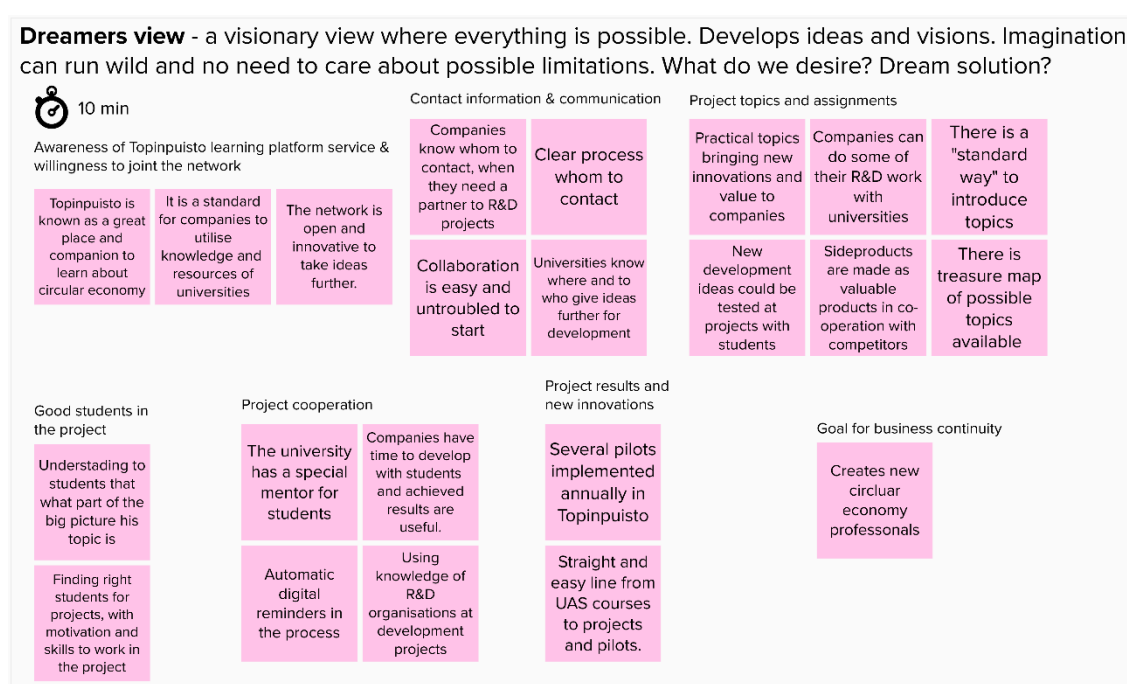 Dreamers view - a visionary view where everything is possible. Develops ideas and visions. Imagination
can run wild and no need to care about possible limitations. What do we desire? Dream solution?
10 min
Awareness of Topinpuisto learning platform service &
willingness to joint the network
Topinpuisto is
known as a great
place and
companion to
learn about
circular economy
It is a standard
for companies to
utilise
knowledge and
resources of
universities
The network is
open and
innovative to
take ideas
further.
Contact information & communication
Companies
know whom to
contact, when
they need a
partner to R&D
projects
Clear process
whom to
contact
Collaboration
is easy and
untroubled to
start
Universities know
where and to
who give ideas
further for
development
Project topics and assignments
Practical topics
bringing new
innovations and
value to
companies
Companies can
do some of
their R&D work
with
universities
There is a
"standard
way" to
introduce
topics
New
development
ideas could be
tested at
projects with
students
Sideproducts
are made as
valuable
products in co-
operation with
competitors
There is
treasure map
of possible
topics
available
Good students in
the project
Understading to
students that
what part of the
big picture his
topic is
Finding right
students for
projects, with
motivation and
skills to work in
the project
Project cooperation
The university
has a special
mentor for
students
Companies have
time to develop
with students
and achieved
results are
useful.
Automatic
digital
reminders in
the process
Using
knowledge of
R&D
organisations at
development
projects
Project results and
new innovations
Several pilots
implemented
annually in
Topinpuisto
Straight and
easy line from
UAS courses
to projects
and pilots.
Goal for business continuity
Creates new
circluar
economy
professonals